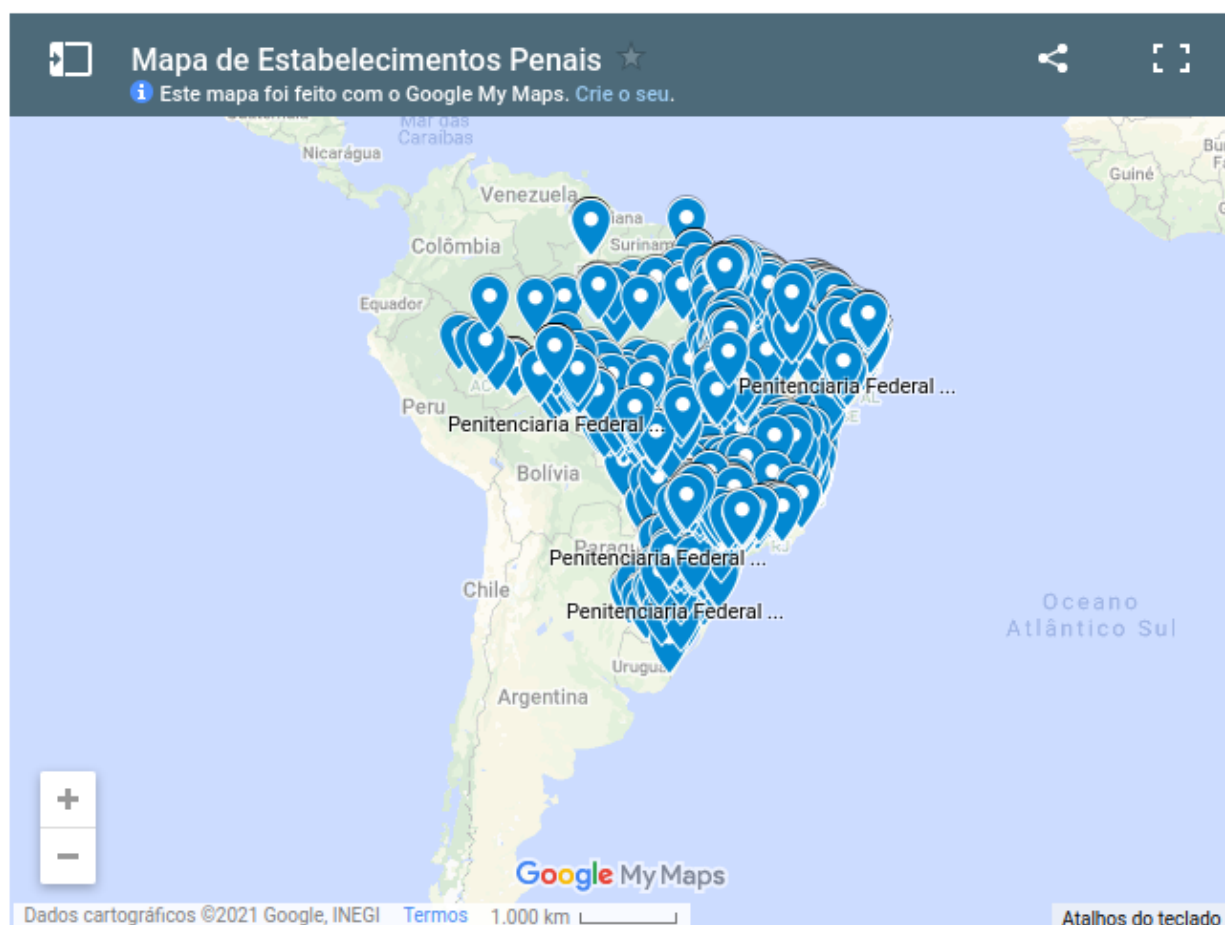 Mapa de Estabelecimentos Penais
Este mapa foi feito com o Google My Maps. Crie o seu.
Mar das
Caraíbas
Nicarágua
Guiné
Venezuela
Colômbia
Surinam
Equador
Penitenciaria Federal ...
Peru
Penitenciaria Federal ...
Bolívia
Penitenciaria Federal ...
Chile
Penitenciaria Federal ...
Oceano
Atlântico Sul
Argentina
+
−
Google My Maps
Dados cartográficos ©2021 Google, INEGI Termos 1.000 km
Atalhos do teclado